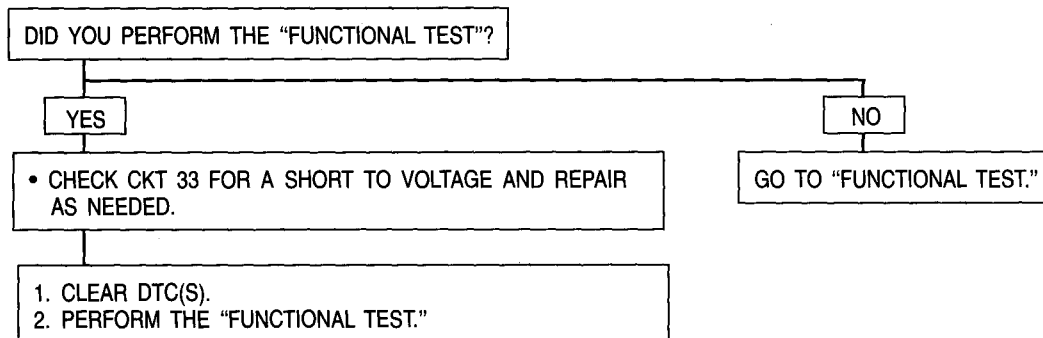 DID YOU PERFORM THE “FUNCTIONAL TEST”?
YES
NO
• CHECK CKT 33 FOR A SHORT TO VOLTAGE AND REPAIR
AS NEEDED.
GO TO “FUNCTIONAL TEST.”
1. CLEAR DTC(S).
2. PERFORM THE “FUNCTIONAL TEST.”